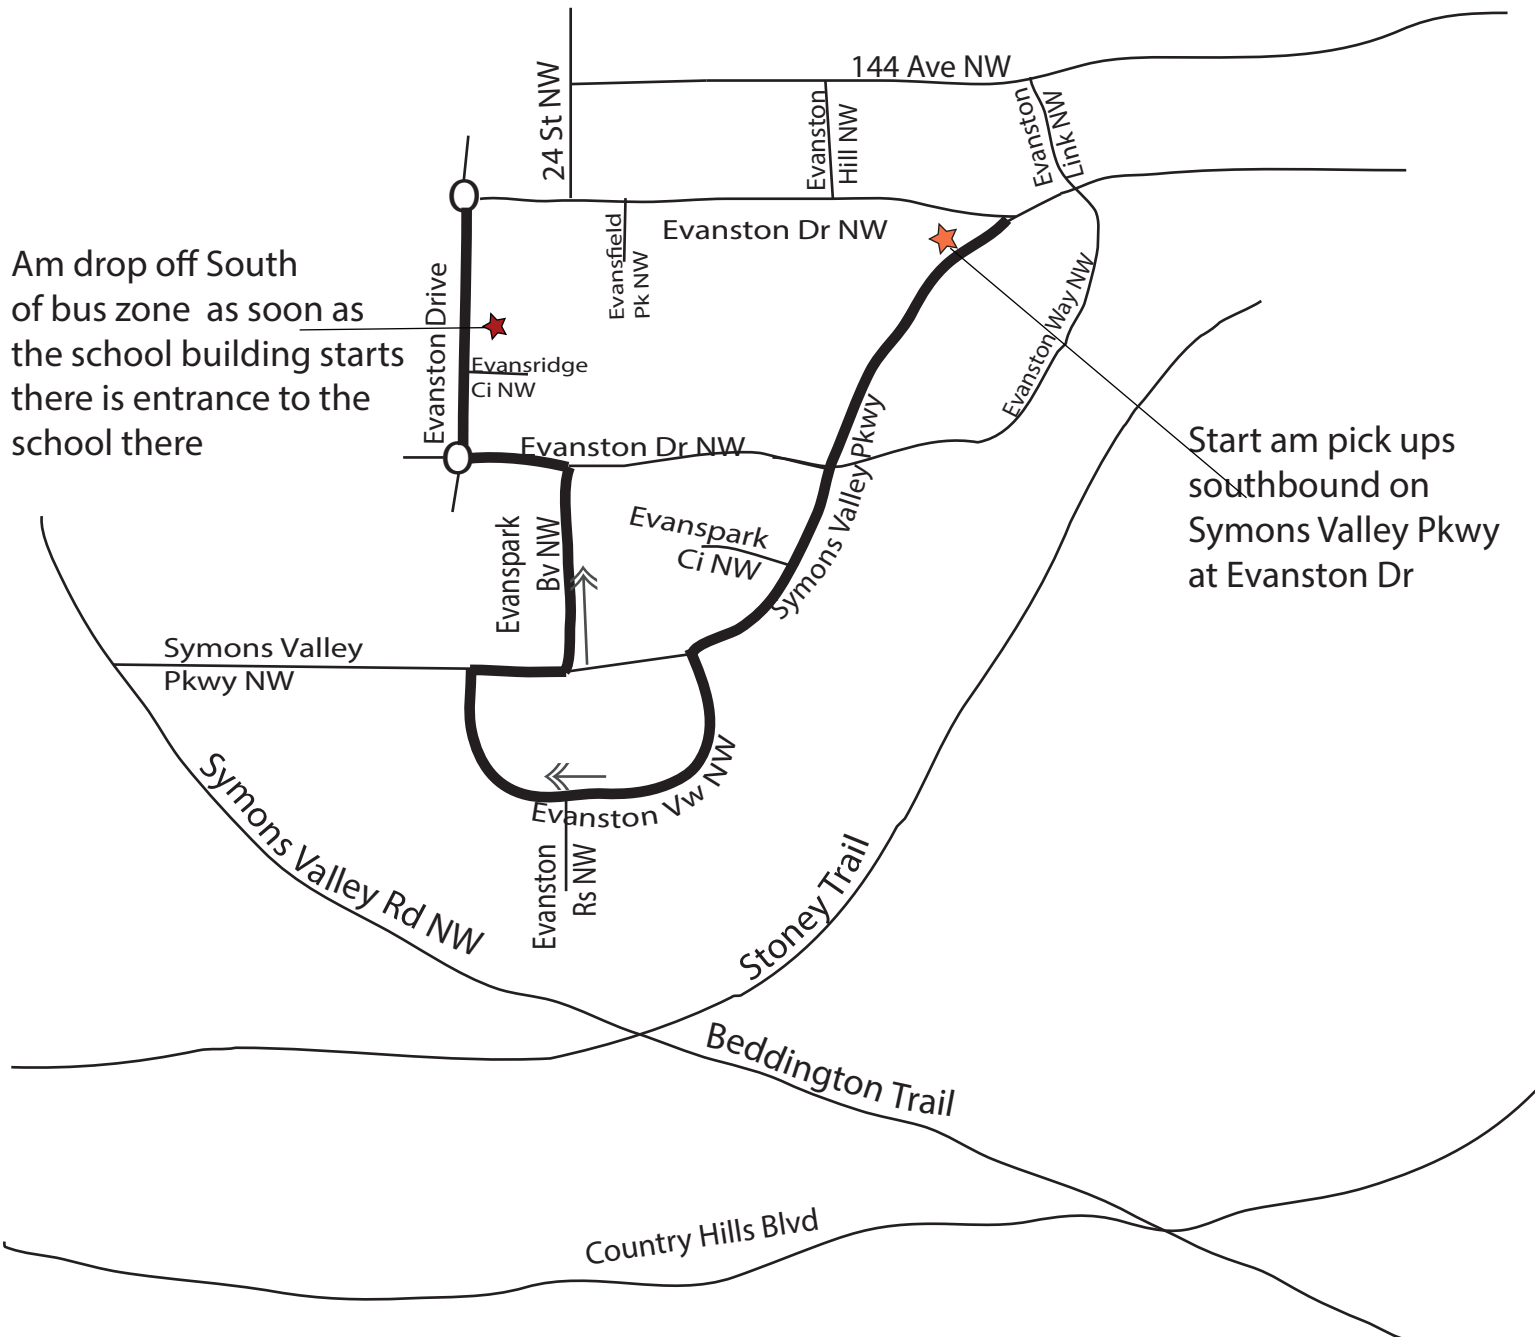 144 Ave NW
24 St NW
Evanston
Hill NW
Evanston
Link NW
Evanston Dr NW
Evansfield
Pk NW
Am drop off South
of bus zone as soon as
the school building starts
there is entrance to the
school there
Evanston Drive
Evansridge
Ci NW
Evanston Way NW
Evanston Dr NW
Symons Valley Pkwy
Start am pick ups
southbound on
Symons Valley Pkwy
at Evanston Dr
Evanspark
Bv NW
Evanspark
Ci NW
Symons Valley
Pkwy NW
Evanston Vw NW
Evanston
Rs NW
Symons Valley Rd NW
Stoney Trail
Beddington Trail
Country Hills Blvd